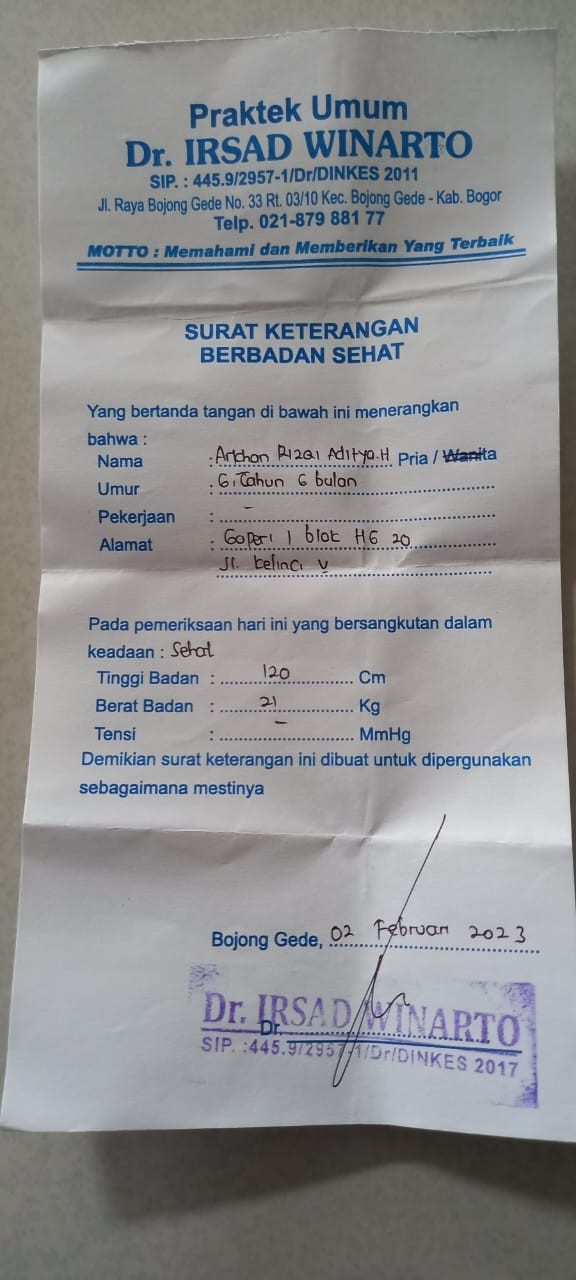 Praktek Umum
Dr. IRSAD WINARTO
SIP. : 445.9/2957-1/Dr/DINKES 2011
Jl. Raya Bojong Gede No. 33 Rt. 03/10 Kec. Bojong Gede - Kab. Bogor
Telp. 021-879 881 77
MOTTO : Memahami dan Memberikan Yang Terbaik
SURAT KETERANGAN
BERBADAN SEHAT
Yang bertanda tangan di bawah ini menerangkan
bahwa :
Nama : Rizqi Aditya.H Pria / Wanita
Umur : 6 Tahun 6 bulan
Pekerjaan : -
Alamat : Goperi 1 blok HG 20
Jl. kelinci V
Pada pemeriksaan hari ini yang bersangkutan dalam
keadaan : Sehat
Tinggi Badan : 120 Cm
Berat Badan : 21 Kg
Tensi : - MmHg
Demikian surat keterangan ini dibuat untuk dipergunakan
sebagaimana mestinya
Bojong Gede, 02 Februari 2023
Dr. IRSAD WINARTO
Dr.
SIP. :445.9/2957-1/Dr/DINKES 2017